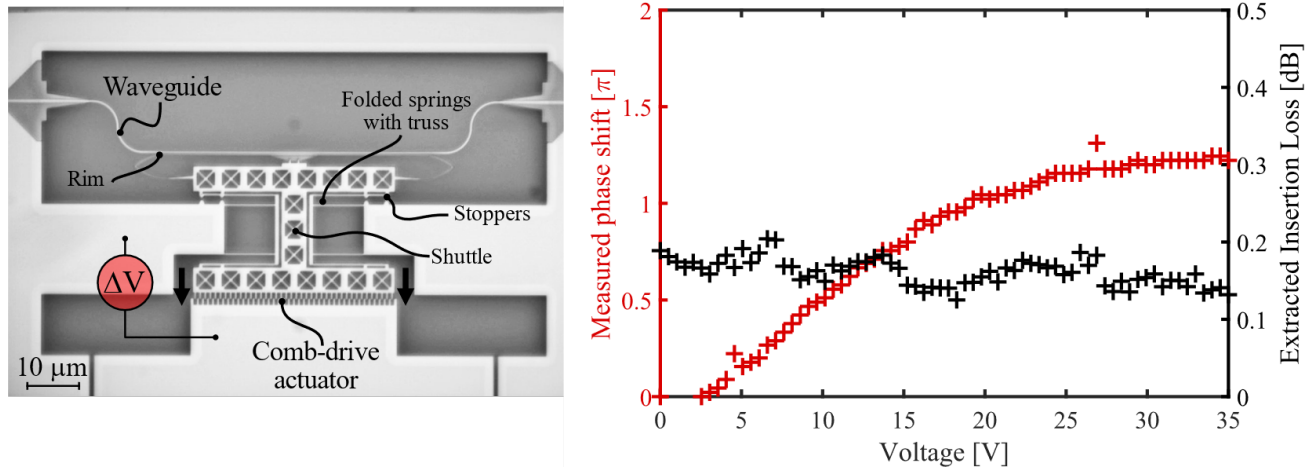 Waveguide
Folded springs
with truss
Rim
Stoppers
Shuttle
ΔV
Comb-drive
actuator
10 μm
Measured phase shift [π]
2
1.5
1
0.5
0
0.5
0.4
0.3
0.2
0.1
0
Extracted Insertion Loss [dB]
0 5 10 15 20 25 30 35
Voltage [V]